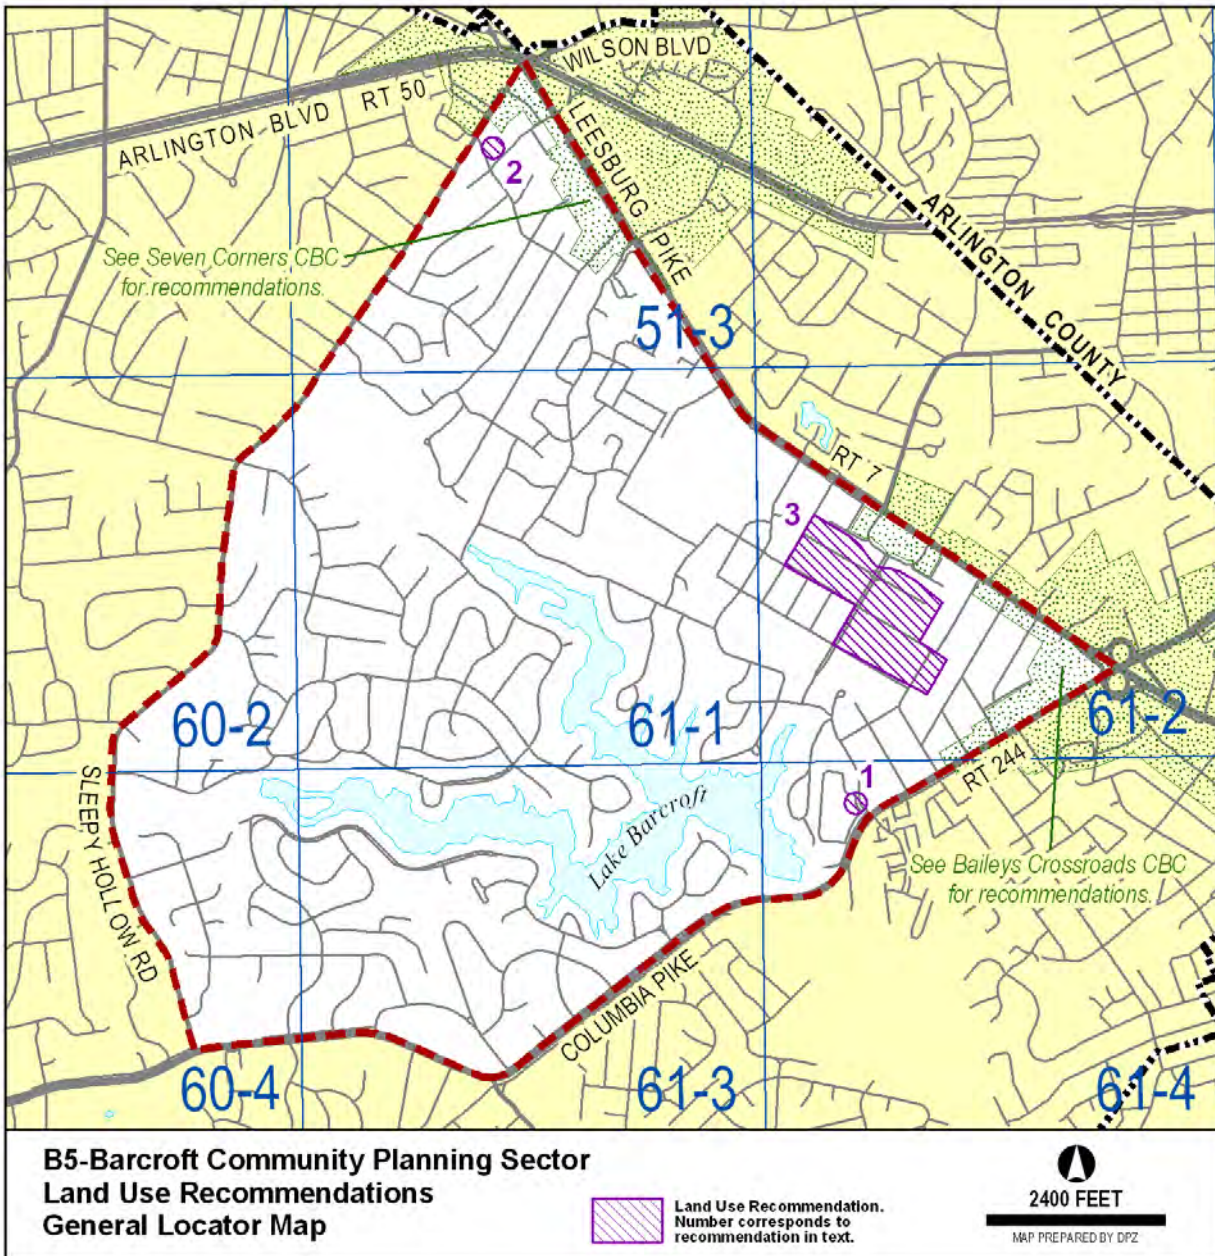 WILSON BLVD
ARLINGTON BLVD RT 50
LEESBURG PIKE
2
ARLINGTON COUNTY
See Seven Corners CBC
for recommendations.
51-3
RT 7
3
60-2
61-1
61-2
SLEEPY HOLLOW RD
RT 244
1
Lake Barcroft
See Baileys Crossroads CBC
for recommendations.
COLUMBIA PIKE
60-4
61-3
61-4
B5-Barcroft Community Planning Sector
Land Use Recommendations
General Locator Map
Land Use Recommendation.
Number corresponds to
recommendation in text.
2400 FEET
MAP PREPARED BY DPZ